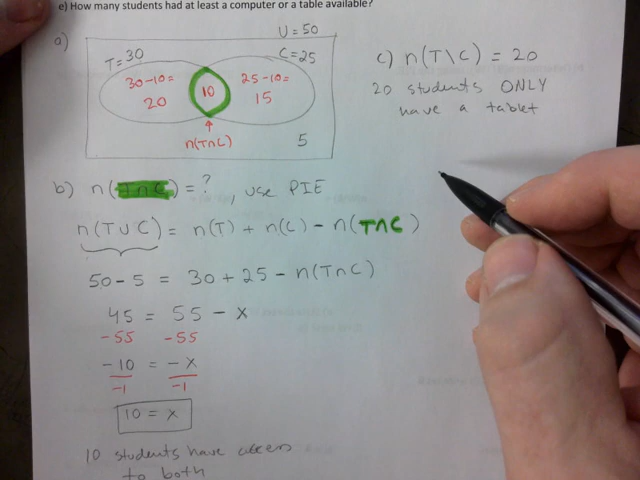 e) How many students had at least a computer or a table available?
a)
U = 50
T = 30
C = 25
30-10=
20
10
25-10=
15
n(T∩C)
5
c) n(T\C) = 20
20 students ONLY
have a tablet
b) n(T∩C) = ? , use PIE
n(T∪C) = n(T) + n(C) - n(T∩C)
50-5 = 30+25 - n(T∩C)
45 = 55 - x
-55 -55
-10 = -x
-1 -1
10 = x
10 students have access
to both